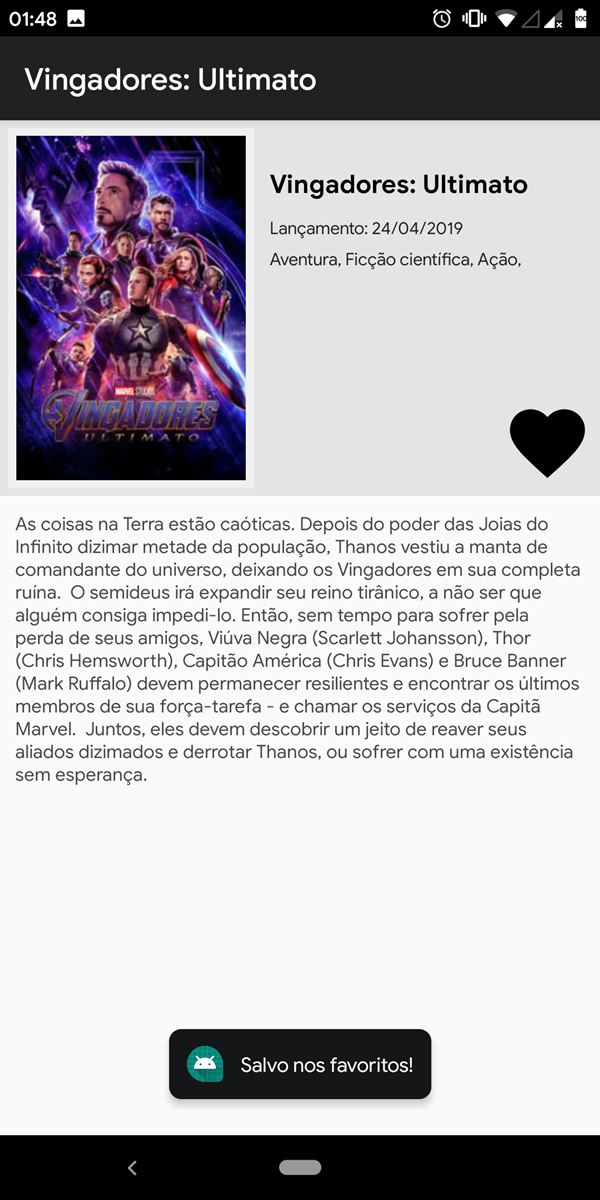 01:48
100
Vingadores: Ultimato
MARVEL STUDIOS
VINGADORES
ULTIMATO
Vingadores: Ultimato
Lançamento: 24/04/2019
Aventura, Ficção científica, Ação,
As coisas na Terra estão caóticas. Depois do poder das Joias do
Infinito dizimar metade da população, Thanos vestiu a manta de
comandante do universo, deixando os Vingadores em sua completa
ruína.  O semideus irá expandir seu reino tirânico, a não ser que
alguém consiga impedi-lo. Então, sem tempo para sofrer pela
perda de seus amigos, Viúva Negra (Scarlett Johansson), Thor
(Chris Hemsworth), Capitão América (Chris Evans) e Bruce Banner
(Mark Ruffalo) devem permanecer resilientes e encontrar os últimos
membros de sua força-tarefa - e chamar os serviços da Capitã
Marvel.  Juntos, eles devem descobrir um jeito de reaver seus
aliados dizimados e derrotar Thanos, ou sofrer com uma existência
sem esperança.
Salvo nos favoritos!